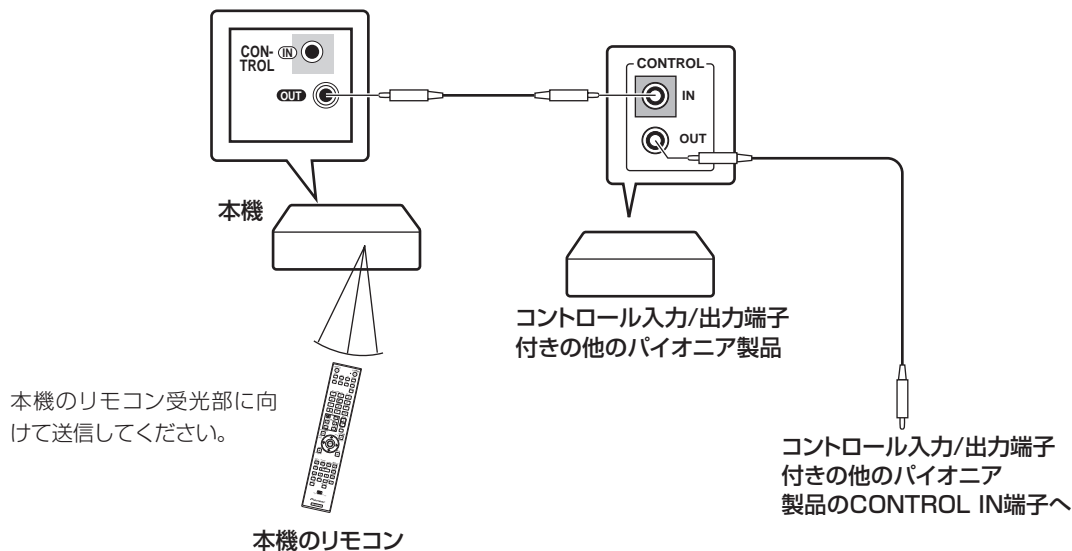 CON-
TROL
IN
OUT
CONTROL
IN
OUT
本機
コントロール入力/出力端子
付きの他のパイオニア製品
本機のリモコン受光部に向
けて送信してください。
本機のリモコン
コントロール入力/出力端子
付きの他のパイオニア
製品のCONTROL IN端子へ